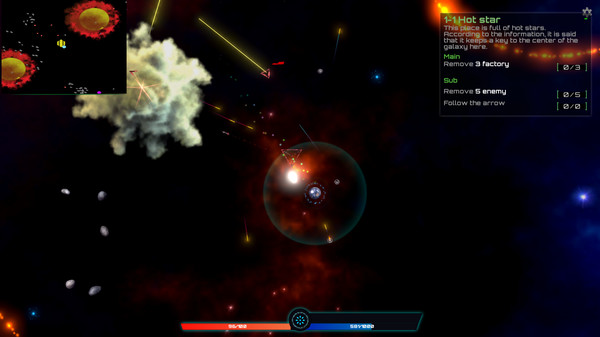 1-1 Hot star
This place is full of hot stars.
According to the information, it is said
that it keeps a key to the center of the
galaxy here.
Main
Remove 3 factory [ 0/3 ]
Sub
Remove 5 enemy [ 0/5 ]
Follow the arrow [ 0/0 ]